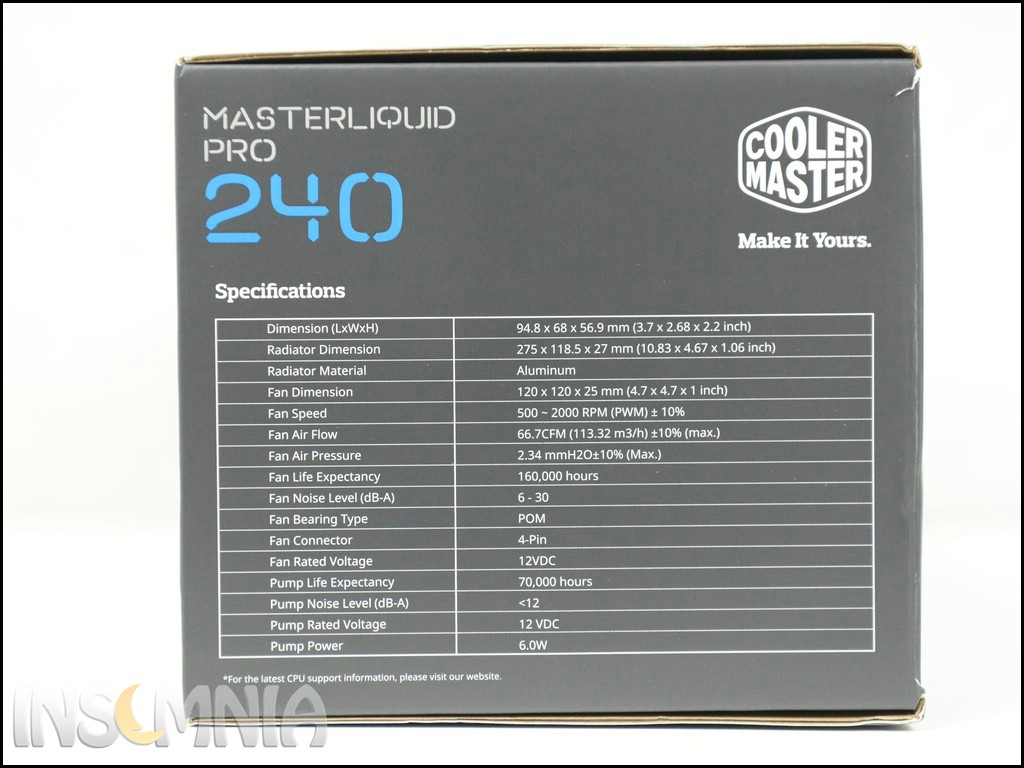 MASTERLIQUID
PRO
240
COOLER
MASTER
Make It Yours.
Specifications
Dimension (LxWxH) 94.8 x 68 x 56.9 mm (3.7 x 2.68 x 2.2 inch)
Radiator Dimension 275 x 118.5 x 27 mm (10.83 x 4.67 x 1.06 inch)
Radiator Material Aluminum
Fan Dimension 120 x 120 x 25 mm (4.7 x 4.7 x 1 inch)
Fan Speed 500 ~ 2000 RPM (PWM) ± 10%
Fan Air Flow 66.7CFM (113.32 m3/h) ±10% (max.)
Fan Air Pressure 2.34 mmH2O±10% (Max.)
Fan Life Expectancy 160,000 hours
Fan Noise Level (dB-A) 6 - 30
Fan Bearing Type POM
Fan Connector 4-Pin
Fan Rated Voltage 12VDC
Pump Life Expectancy 70,000 hours
Pump Noise Level (dB-A) <12
Pump Rated Voltage 12 VDC
Pump Power 6.0W
*For the latest CPU support information, please visit our website.
INSOMNIA